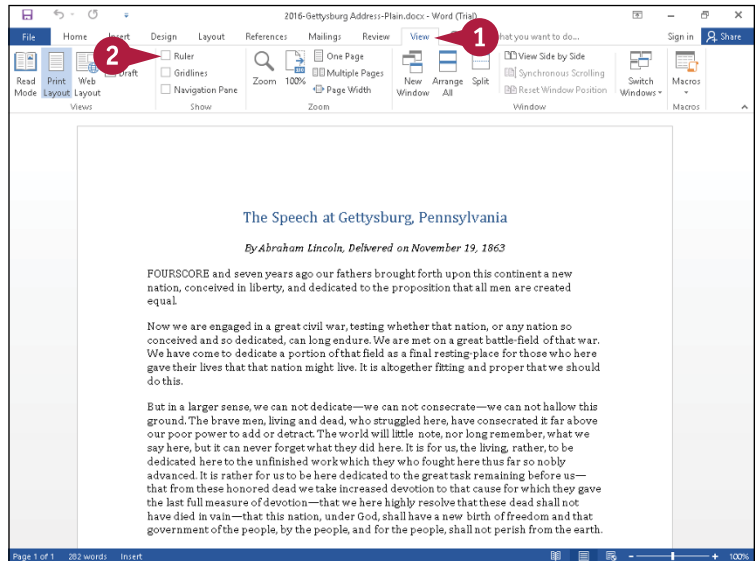 2016-Gettysburg Address-Plain.docx - Word (Trial)
File Home Insert Design Layout References Mailings Review View hat you want to do... Sign in Share
1
2
Read Mode
Print Layout
Web Layout
Draft
Views
Ruler
Gridlines
Navigation Pane
Show
Zoom
100%
One Page
Multiple Pages
Page Width
Zoom
New Window
Arrange All
Split
View Side by Side
Synchronous Scrolling
Reset Window Position
Window
Switch Windows
Macros
Macros
The Speech at Gettysburg, Pennsylvania
By Abraham Lincoln, Delivered on November 19, 1863
FOURSCORE and seven years ago our fathers brought forth upon this continent a new
nation, conceived in liberty, and dedicated to the proposition that all men are created
equal.
Now we are engaged in a great civil war, testing whether that nation, or any nation so
conceived and so dedicated, can long endure. We are met on a great battle-field of that war.
We have come to dedicate a portion of that field as a final resting-place for those who here
gave their lives that that nation might live. It is altogether fitting and proper that we should
do this.
But in a larger sense, we can not dedicate—we can not consecrate—we can not hallow this
ground. The brave men, living and dead, who struggled here, have consecrated it far above
our poor power to add or detract. The world will little note, nor long remember, what we
say here, but it can never forget what they did here. It is for us, the living, rather, to be
dedicated here to the unfinished work which they who fought here thus far so nobly
advanced. It is rather for us to be here dedicated to the great task remaining before us—
that from these honored dead we take increased devotion to that cause for which they gave
the last full measure of devotion—that we here highly resolve that these dead shall not
have died in vain—that this nation, under God, shall have a new birth of freedom and that
government of the people, by the people, and for the people, shall not perish from the earth.
Page 1 of 1 282 words Insert 100%